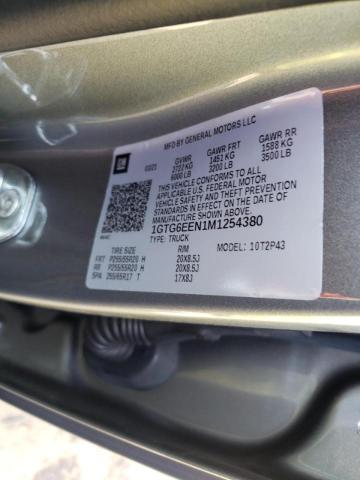 gm
MFD BY GENERAL MOTORS LLC
03/21 GVWR GAWR FRT GAWR RR
2722 KG 1451 KG 1588 KG
6000 LB 3200 LB 3500 LB
THIS VEHICLE CONFORMS TO ALL APPLICABLE
U.S. FEDERAL MOTOR
VEHICLE SAFETY STANDARDS
IN EFFECT ON THE DATE OF
MANUFACTURE SHOWN ABOVE.
1GTG6EEN1M1254380
TYPE: TRUCK MODEL: 10T2P43
TIRE SIZE RIM
FRT P255/55R20 H 20X8.5J
RR P255/55R20 H 20X8.5J
SPA 255/65R17 T 17X8J